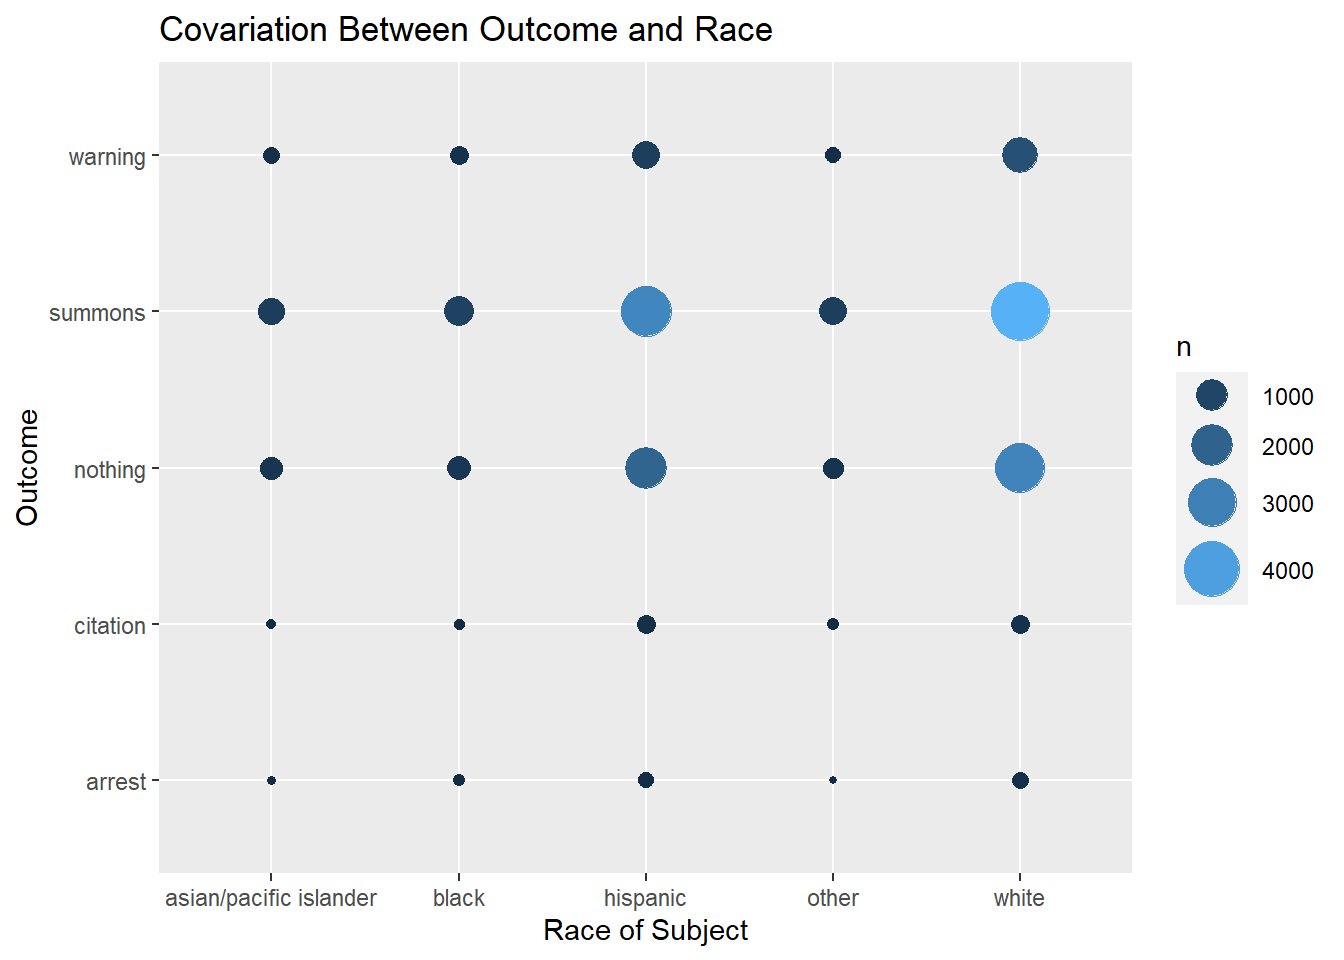 Covariation Between Outcome and Race
warning
summons
nothing
citation
arrest
Outcome
asian/pacific islander
black
hispanic
other
white
Race of Subject
n
1000
2000
3000
4000